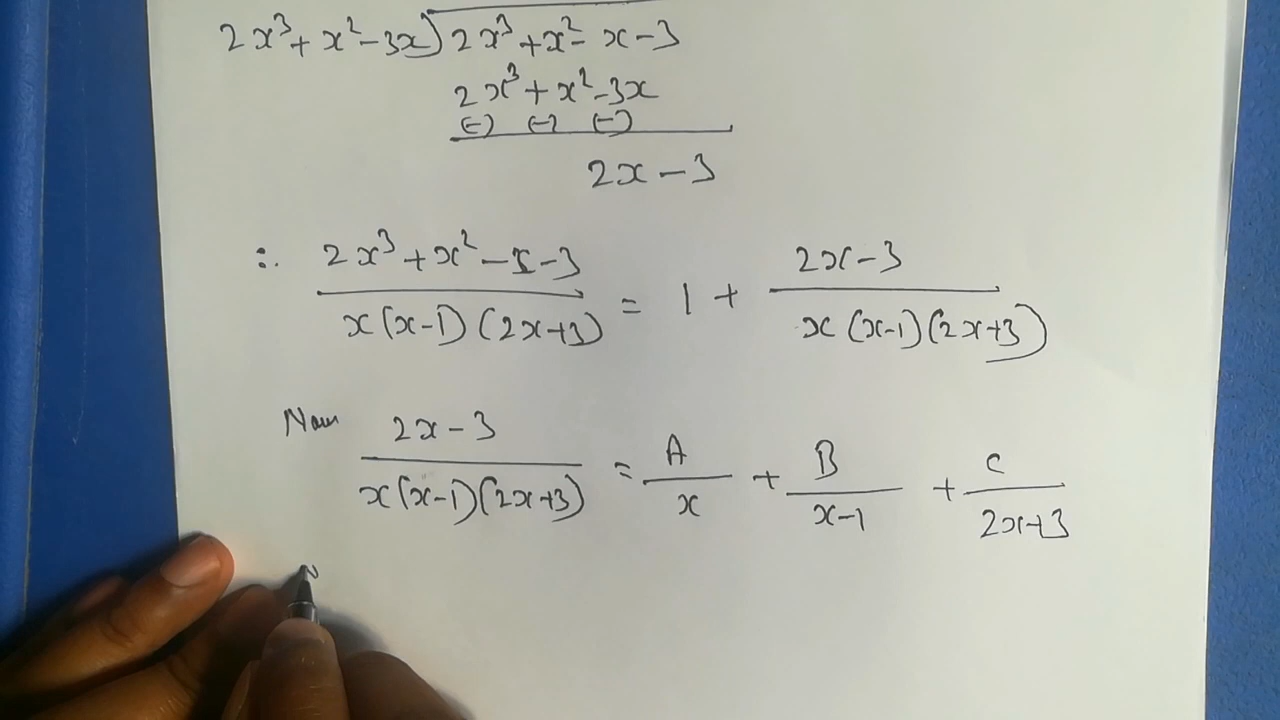 2x³ + x² - 3x) 2x³ + x² - x - 3
2x³ + x² - 3x
(-) (-) (-)
2x - 3
∴ 2x³ + x² - x - 3 / x(x-1)(2x+3) = 1 + 2x - 3 / x(x-1)(2x+3)
Now 2x - 3 / x(x-1)(2x+3) = A / x + B / x-1 + C / 2x+3